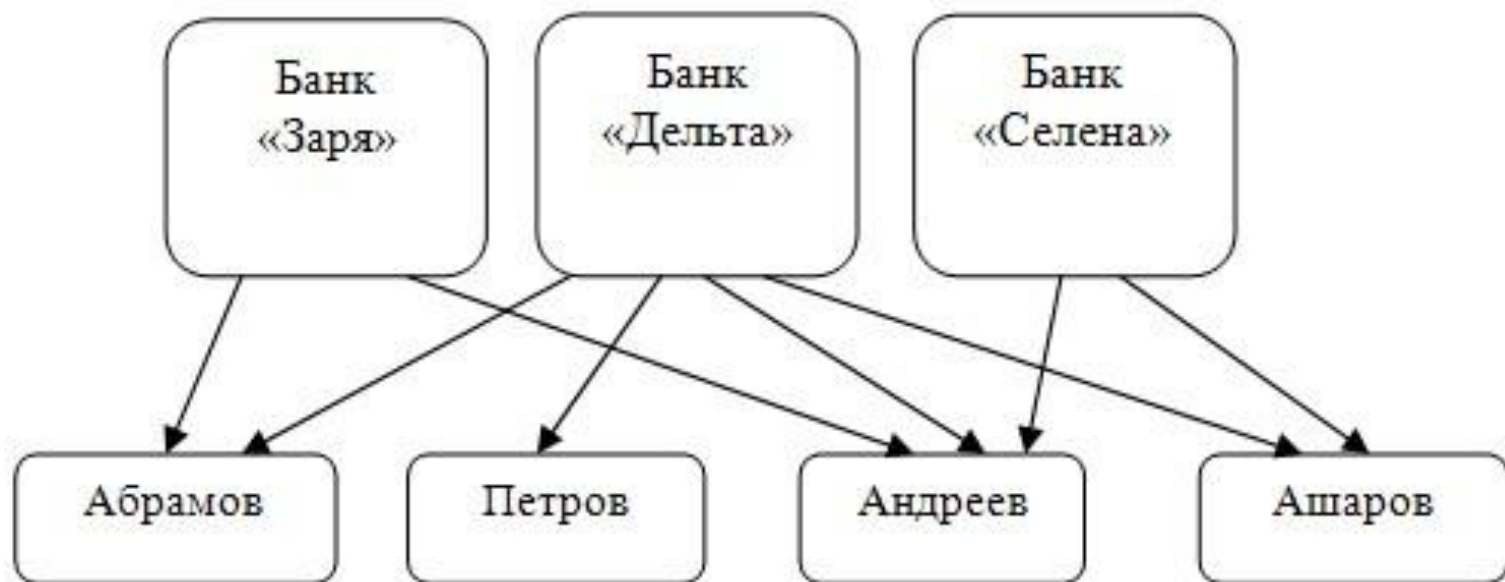 Банк
«Заря»
Банк
«Дельта»
Банк
«Селена»
Абрамов
Петров
Андреев
Ашаров